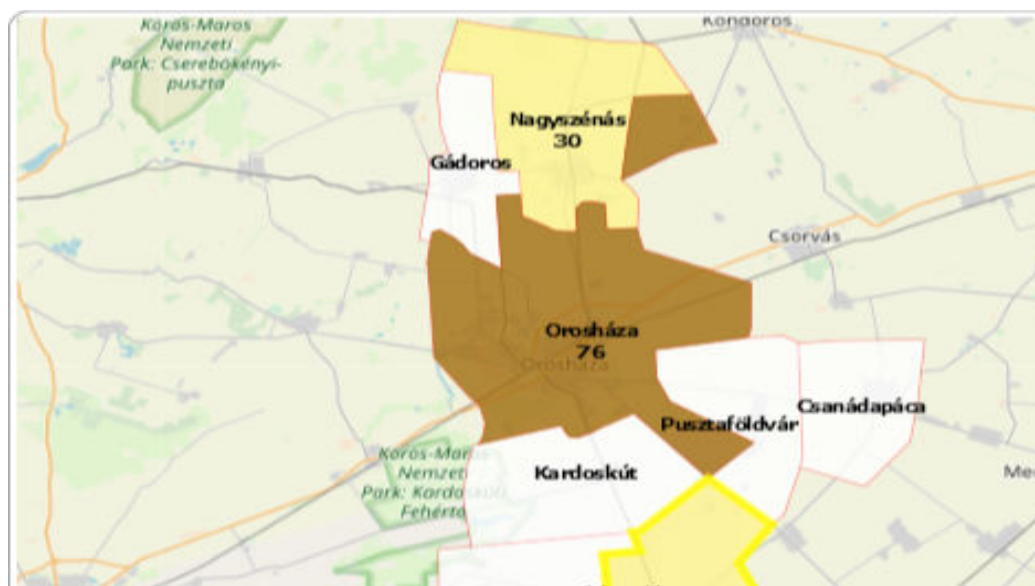 Körös-Maros
Nemzeti
Park: Cserebökényi-
puszta
Kondoros
Nagyszénás
30
Gádoros
Csorvás
Orosháza
76
Orosháza
Csanádapáca
Pusztaföldvár
Körös-Maros
Nemzeti
Park: Kardoskúti
Fehértó
Kardoskút